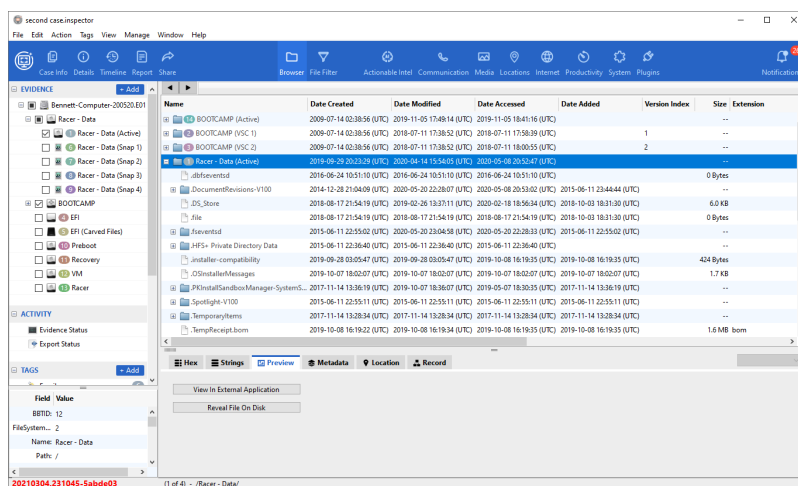 second case.inspector
File Edit Action Tags View Manage Window Help
Case Info Details Timeline Report Share Browser File Filter Actionable Intel Communication Media Locations Internet Productivity System Plugins Notification
EVIDENCE + Add
Bennett-Computer-200520.E01
Racer - Data
1 Racer - Data (Active)
6 Racer - Data (Snap 1)
7 Racer - Data (Snap 2)
8 Racer - Data (Snap 3)
9 Racer - Data (Snap 4)
BOOTCAMP
4 EFI
5 EFI (Carved Files)
10 Preboot
11 Recovery
12 VM
13 Racer
ACTIVITY
Evidence Status
Export Status
TAGS + Add
Field Value
BBTID: 12
FileSystem... 2
Name: Racer - Data
Path: /
20210304.231045-5abde03
Name Date Created Date Modified Date Accessed Date Added Version Index Size Extension
14 BOOTCAMP (Active) 2009-07-14 02:38:56 (UTC) 2019-11-05 17:49:14 (UTC) 2019-11-05 18:41:16 (UTC) --
2 BOOTCAMP (VSC 1) 2009-07-14 02:38:56 (UTC) 2018-07-11 17:38:52 (UTC) 2018-07-11 17:58:39 (UTC) 1 --
3 BOOTCAMP (VSC 2) 2009-07-14 02:38:56 (UTC) 2018-07-11 17:38:52 (UTC) 2018-07-11 18:00:55 (UTC) 2 --
1 Racer - Data (Active) 2019-09-29 20:23:29 (UTC) 2020-04-14 15:54:05 (UTC) 2020-05-08 20:52:47 (UTC) --
.dbfseventsd 2016-06-24 10:51:10 (UTC) 2016-06-24 10:51:10 (UTC) 2016-06-24 10:51:10 (UTC) 0 Bytes
.DocumentRevisions-V100 2014-12-28 21:04:09 (UTC) 2020-05-20 22:28:07 (UTC) 2020-05-08 20:53:02 (UTC) 2015-06-11 23:44:44 (UTC) --
.DS_Store 2018-08-17 21:54:19 (UTC) 2019-02-26 13:37:11 (UTC) 2020-02-18 18:56:34 (UTC) 2018-10-03 18:31:30 (UTC) 6.0 KB
.file 2018-08-17 21:54:19 (UTC) 2018-08-17 21:54:19 (UTC) 2018-08-17 21:54:19 (UTC) 2018-10-03 18:31:30 (UTC) 0 Bytes
.fseventsd 2015-06-11 22:55:02 (UTC) 2020-05-20 23:04:58 (UTC) 2020-05-20 22:28:33 (UTC) 2015-06-11 22:55:02 (UTC) --
.HFS+ Private Directory Data 2015-06-11 22:36:40 (UTC) 2015-06-11 22:36:40 (UTC) 2015-06-11 22:36:40 (UTC) --
.installer-compatibility 2019-09-28 03:05:47 (UTC) 2019-09-28 03:05:47 (UTC) 2019-10-08 16:19:35 (UTC) 2019-10-08 16:19:35 (UTC) 424 Bytes
.OSInstallerMessages 2019-10-07 18:02:07 (UTC) 2019-10-07 18:02:07 (UTC) 2019-10-07 18:02:07 (UTC) 2019-10-07 18:02:07 (UTC) 1.7 KB
.PKInstallSandboxManager-SystemS... 2017-11-14 13:36:19 (UTC) 2019-10-07 18:36:07 (UTC) 2019-05-07 18:30:35 (UTC) 2017-11-14 13:36:19 (UTC) --
.Spotlight-V100 2015-06-11 22:55:11 (UTC) 2015-06-11 22:55:11 (UTC) 2015-06-11 22:55:11 (UTC) 2015-06-11 22:55:11 (UTC) --
.TemporaryItems 2017-11-14 13:28:34 (UTC) 2017-11-14 13:28:34 (UTC) 2017-11-14 13:28:34 (UTC) 2017-11-14 13:28:34 (UTC) --
.TempReceipt.bom 2019-10-08 16:19:22 (UTC) 2019-10-08 16:19:34 (UTC) 2019-10-08 16:19:35 (UTC) 2019-10-08 16:19:35 (UTC) 1.6 MB bom
Hex Strings Preview Metadata Location Record
View In External Application
Reveal File On Disk
(1 of 4) - /Racer - Data/